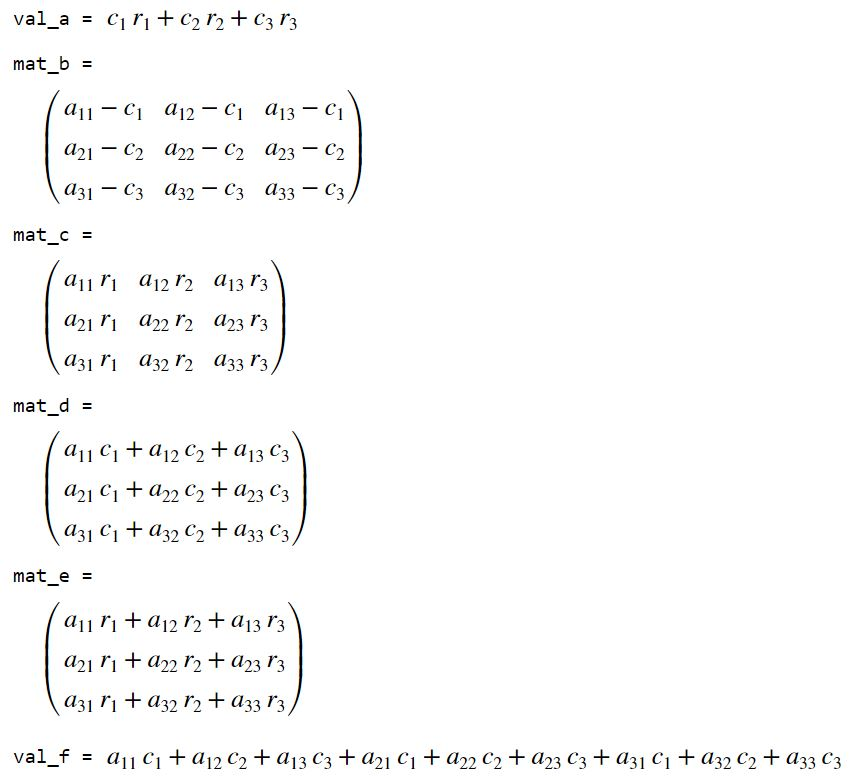 val_a = c₁ r₁ + c₂ r₂ + c₃ r₃
mat_b =
a₁₁ − c₁ a₁₂ − c₁ a₁₃ − c₁
a₂₁ − c₂ a₂₂ − c₂ a₂₃ − c₂
a₃₁ − c₃ a₃₂ − c₃ a₃₃ − c₃
mat_c =
a₁₁ r₁ a₁₂ r₂ a₁₃ r₃
a₂₁ r₁ a₂₂ r₂ a₂₃ r₃
a₃₁ r₁ a₃₂ r₂ a₃₃ r₃
mat_d =
a₁₁ c₁ + a₁₂ c₂ + a₁₃ c₃
a₂₁ c₁ + a₂₂ c₂ + a₂₃ c₃
a₃₁ c₁ + a₃₂ c₂ + a₃₃ c₃
mat_e =
a₁₁ r₁ + a₁₂ r₂ + a₁₃ r₃
a₂₁ r₁ + a₂₂ r₂ + a₂₃ r₃
a₃₁ r₁ + a₃₂ r₂ + a₃₃ r₃
val_f = a₁₁ c₁ + a₁₂ c₂ + a₁₃ c₃ + a₂₁ c₁ + a₂₂ c₂ + a₂₃ c₃ + a₃₁ c₁ + a₃₂ c₂ + a₃₃ c₃